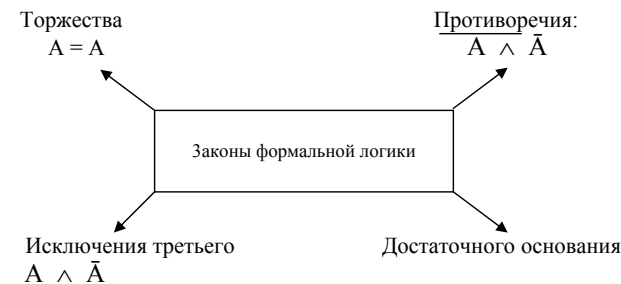 Торжества
A = A
Противоречия:
A ∧ Ā
Законы формальной логики
Исключения третьего
A ∧ Ā
Достаточного основания